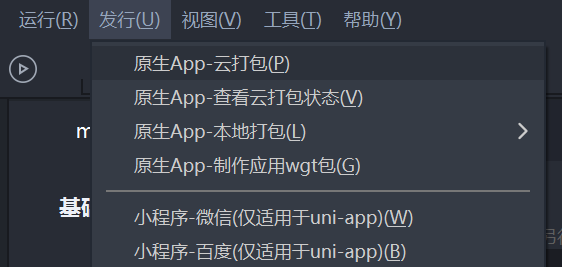 运行(R) 发行(U) 视图(V) 工具(T) 帮助(Y)
原生App-云打包(P)
原生App-查看云打包状态(V)
原生App-本地打包(L)
m
原生App-制作应用wgt包(G)
小程序-微信(仅适用于uni-app)(W)
小程序-百度(仅适用于uni-app)(B)